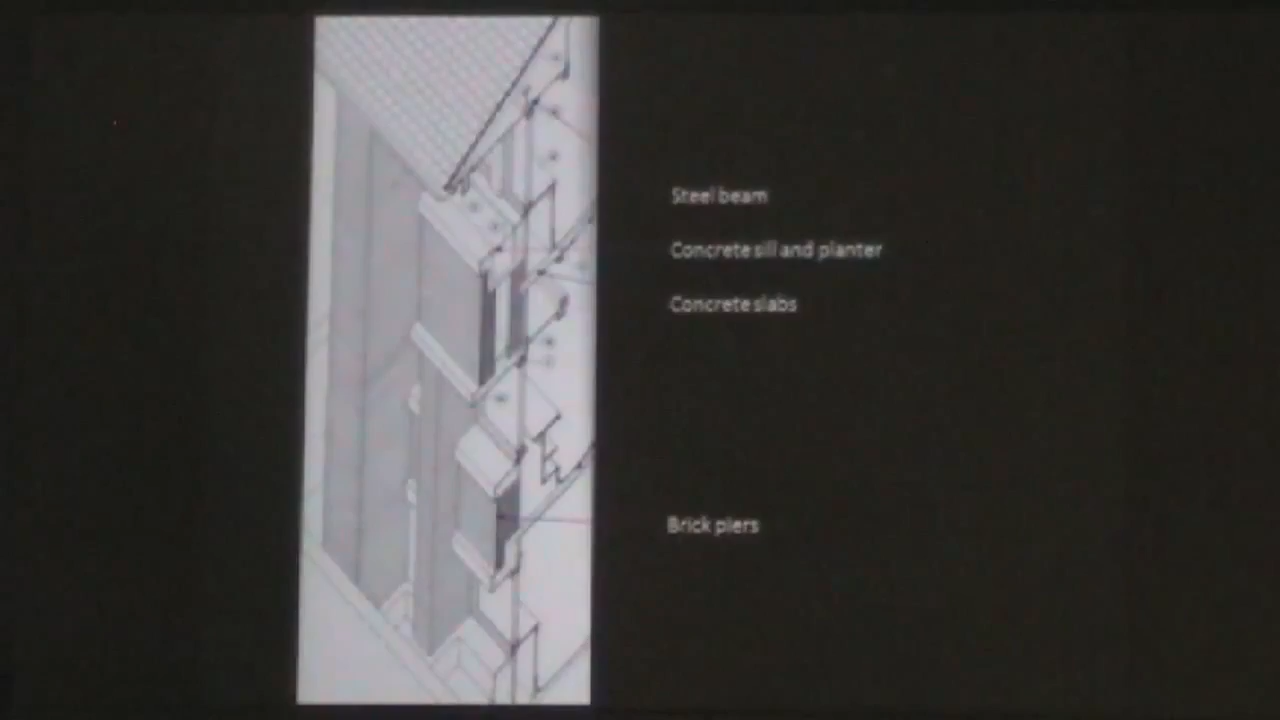 Steel beam
Concrete sill and planter
Concrete slabs
Brick piers